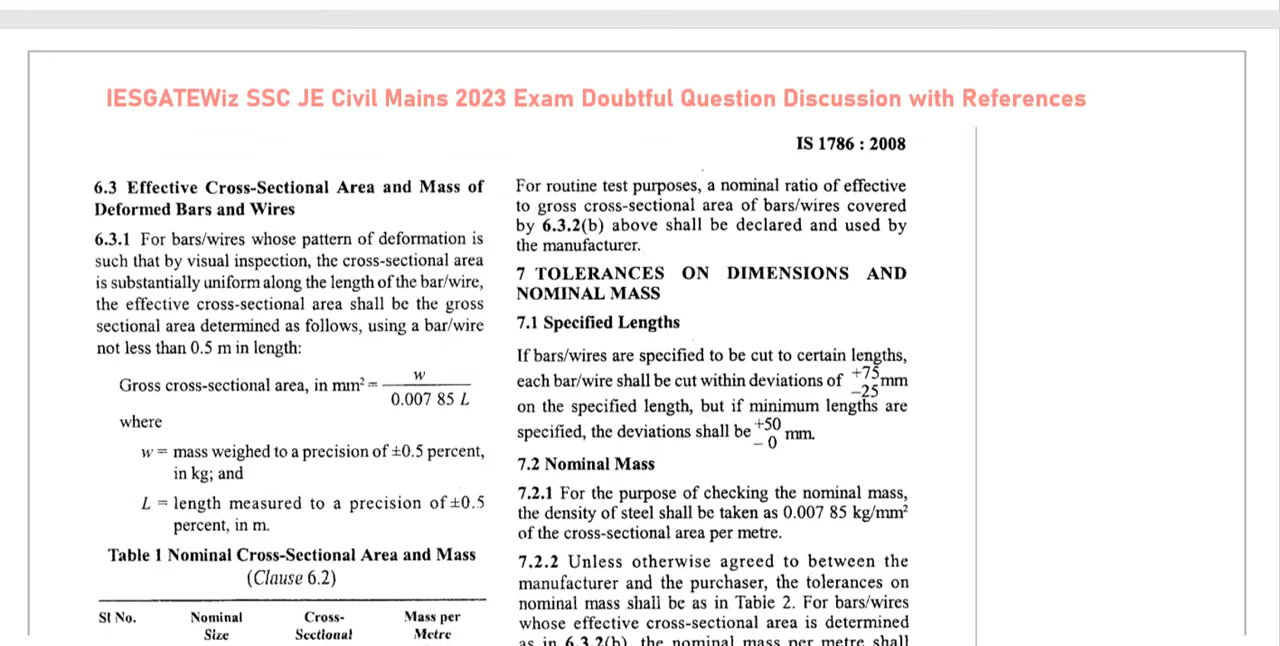 IESGATEWiz SSC JE Civil Mains 2023 Exam Doubtful Question Discussion with References
IS 1786 : 2008
6.3 Effective Cross-Sectional Area and Mass of
Deformed Bars and Wires
6.3.1 For bars/wires whose pattern of deformation is
such that by visual inspection, the cross-sectional area
is substantially uniform along the length of the bar/wire,
the effective cross-sectional area shall be the gross
sectional area determined as follows, using a bar/wire
not less than 0.5 m in length:
Gross cross-sectional area, in mm² = w / 0.007 85 L
where
w = mass weighed to a precision of ±0.5 percent,
in kg; and
L = length measured to a precision of ±0.5
percent, in m.
Table 1 Nominal Cross-Sectional Area and Mass
(Clause 6.2)
Sl No. Nominal Cross- Mass per
Size Sectional Metre
For routine test purposes, a nominal ratio of effective
to gross cross-sectional area of bars/wires covered
by 6.3.2(b) above shall be declared and used by
the manufacturer.
7 TOLERANCES ON DIMENSIONS AND
NOMINAL MASS
7.1 Specified Lengths
If bars/wires are specified to be cut to certain lengths,
each bar/wire shall be cut within deviations of +75 −25 mm
on the specified length, but if minimum lengths are
specified, the deviations shall be +50 − 0 mm.
7.2 Nominal Mass
7.2.1 For the purpose of checking the nominal mass,
the density of steel shall be taken as 0.007 85 kg/mm²
of the cross-sectional area per metre.
7.2.2 Unless otherwise agreed to between the
manufacturer and the purchaser, the tolerances on
nominal mass shall be as in Table 2. For bars/wires
whose effective cross-sectional area is determined
as in 6.3.2(b), the nominal mass per metre shall